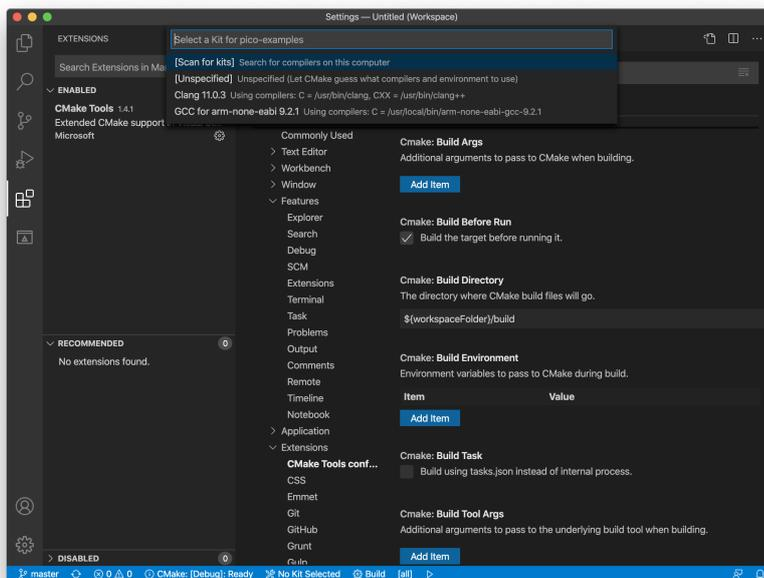 Settings — Untitled (Workspace)
EXTENSIONS
Select a Kit for pico-examples
[Scan for kits] Search for compilers on this computer
[Unspecified] Unspecified (Let CMake guess what compilers and environment to use)
Clang 11.0.3 Using compilers: C = /usr/bin/clang, CXX = /usr/bin/clang++
GCC for arm-none-eabi 9.2.1 Using compilers: C = /usr/local/bin/arm-none-eabi-gcc-9.2.1
Search Extensions in Ma
ENABLED
CMake Tools 1.4.1
Extended CMake support
Microsoft
RECOMMENDED 0
No extensions found.
DISABLED 0
Commonly Used
Text Editor
Workbench
Window
Features
Explorer
Search
Debug
SCM
Extensions
Terminal
Task
Problems
Output
Comments
Remote
Timeline
Notebook
Application
Extensions
CMake Tools conf...
CSS
Emmet
Git
GitHub
Grunt
Gulp
Cmake: Build Args
Additional arguments to pass to CMake when building.
Add Item
Cmake: Build Before Run
Build the target before running it.
Cmake: Build Directory
The directory where CMake build files will go.
${workspaceFolder}/build
Cmake: Build Environment
Environment variables to pass to CMake during build.
Item Value
Add Item
Cmake: Build Task
Build using tasks.json instead of internal process.
Cmake: Build Tool Args
Additional arguments to pass to the underlying build tool when building.
Add Item
master 0 0 CMake: [Debug]: Ready No Kit Selected Build [all]